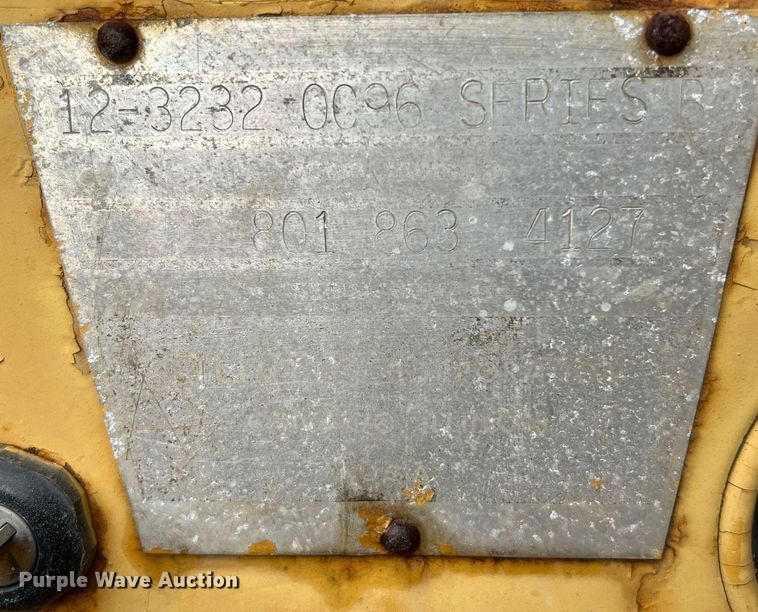 12-3232 0C96 SERIES B
801 863 4127
Purple Wave Auction